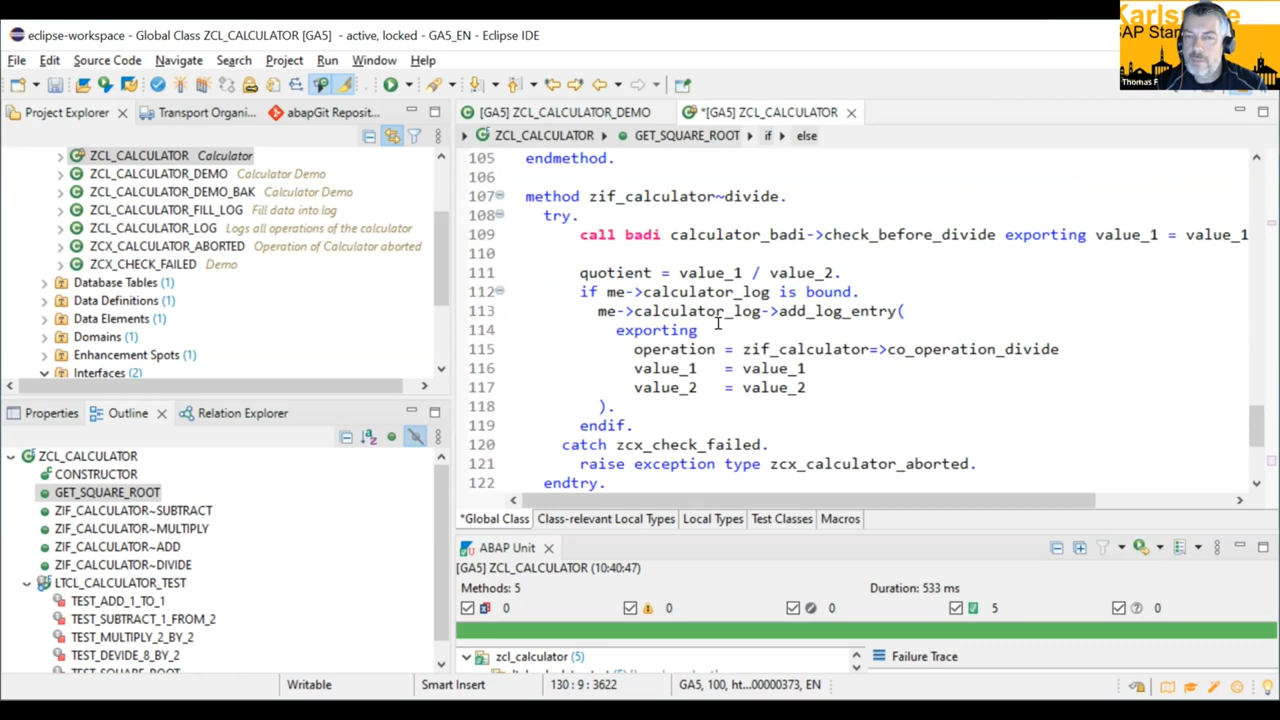 Karlsruhe
SAP Stam
Thomas F
eclipse-workspace - Global Class ZCL_CALCULATOR [GA5] - active, locked - GA5_EN - Eclipse IDE
File Edit Source Code Navigate Search Project Run Window Help
Project Explorer Transport Organi... abapGit Reposit...
[GA5] ZCL_CALCULATOR_DEMO *[GA5] ZCL_CALCULATOR
ZCL_CALCULATOR GET_SQUARE_ROOT if else
ZCL_CALCULATOR Calculator
ZCL_CALCULATOR_DEMO Calculator Demo
ZCL_CALCULATOR_DEMO_BAK Calculator Demo
ZCL_CALCULATOR_FILL_LOG Fill data into log
ZCL_CALCULATOR_LOG Logs all operations of the calculator
ZCX_CALCULATOR_ABORTED Operation of Calculator aborted
ZCX_CHECK_FAILED Demo
Database Tables (1)
Data Definitions (1)
Data Elements (1)
Domains (1)
Enhancement Spots (1)
Interfaces (2)
105 endmethod.
106
107 method zif_calculator~divide.
108 try.
109 call badi calculator_badi->check_before_divide exporting value_1 = value_1
110
111 quotient = value_1 / value_2.
112 if me->calculator_log is bound.
113 me->calculator_log->add_log_entry(
114 exporting
115 operation = zif_calculator=>co_operation_divide
116 value_1 = value_1
117 value_2 = value_2
118 ).
119 endif.
120 catch zcx_check_failed.
121 raise exception type zcx_calculator_aborted.
122 endtry.
*Global Class Class-relevant Local Types Local Types Test Classes Macros
Properties Outline Relation Explorer
ZCL_CALCULATOR
CONSTRUCTOR
GET_SQUARE_ROOT
ZIF_CALCULATOR~SUBTRACT
ZIF_CALCULATOR~MULTIPLY
ZIF_CALCULATOR~ADD
ZIF_CALCULATOR~DIVIDE
LTCL_CALCULATOR_TEST
TEST_ADD_1_TO_1
TEST_SUBTRACT_1_FROM_2
TEST_MULTIPLY_2_BY_2
TEST_DEVIDE_8_BY_2
TEST_SQUARE_ROOT
ABAP Unit
[GA5] ZCL_CALCULATOR (10:40:47)
Methods: 5 Duration: 533 ms
0 0 0 5 0
zcl_calculator (5)
Failure Trace
Writable Smart Insert 130 : 9 : 3622 GA5, 100, ht...00000373, EN